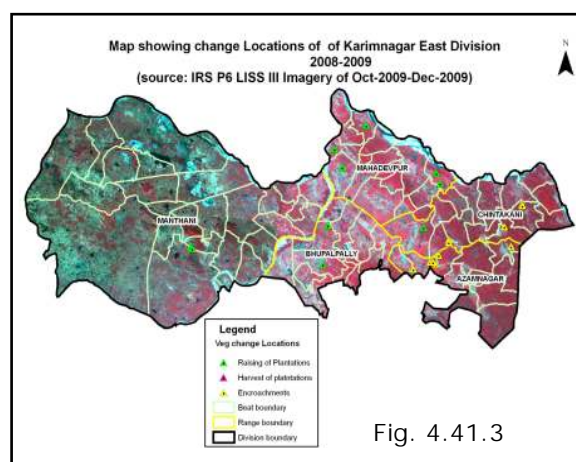 Map showing change Locations of of Karimnagar East Division
2008-2009
(source: IRS P6 LISS III Imagery of Oct-2009-Dec-2009)
N
MAHADEVPUR
MANTHANI
CHINTAKANI
BHUPALPALLY
AZAMNAGAR
Legend
Veg change Locations
Raising of Plantations
Harvest of platntations
Encroachments
Beat boundary
Range boundary
Division boundary
Fig. 4.41.3